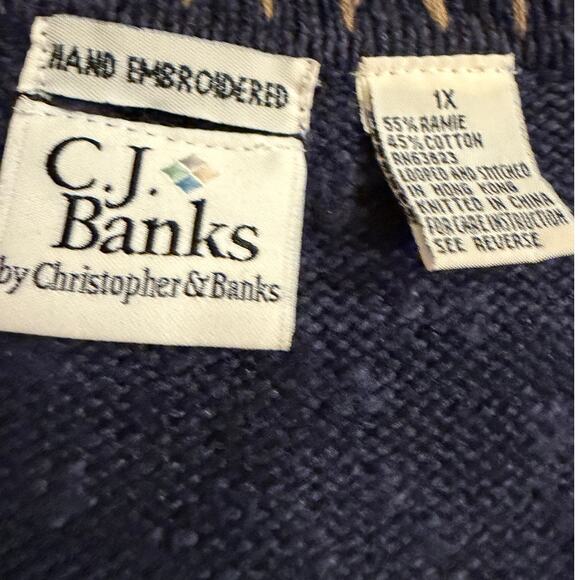 HAND EMBROIDERED
C.J.
Banks
by Christopher & Banks
1X
55% RAMIE
45% COTTON
RN63823
LOOPED AND STITCHED
IN HONG KONG
KNITTED IN CHINA
FOR CARE INSTRUCTION
SEE REVERSE